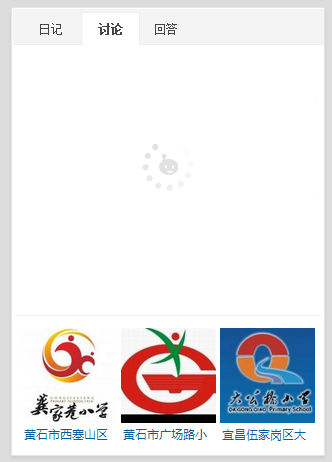 日记 讨论 回答
龚家巷小学
大公桥小学
DA GONG QIAO Primary School
黄石市西塞山区
黄石市广场路小
宜昌伍家岗区大